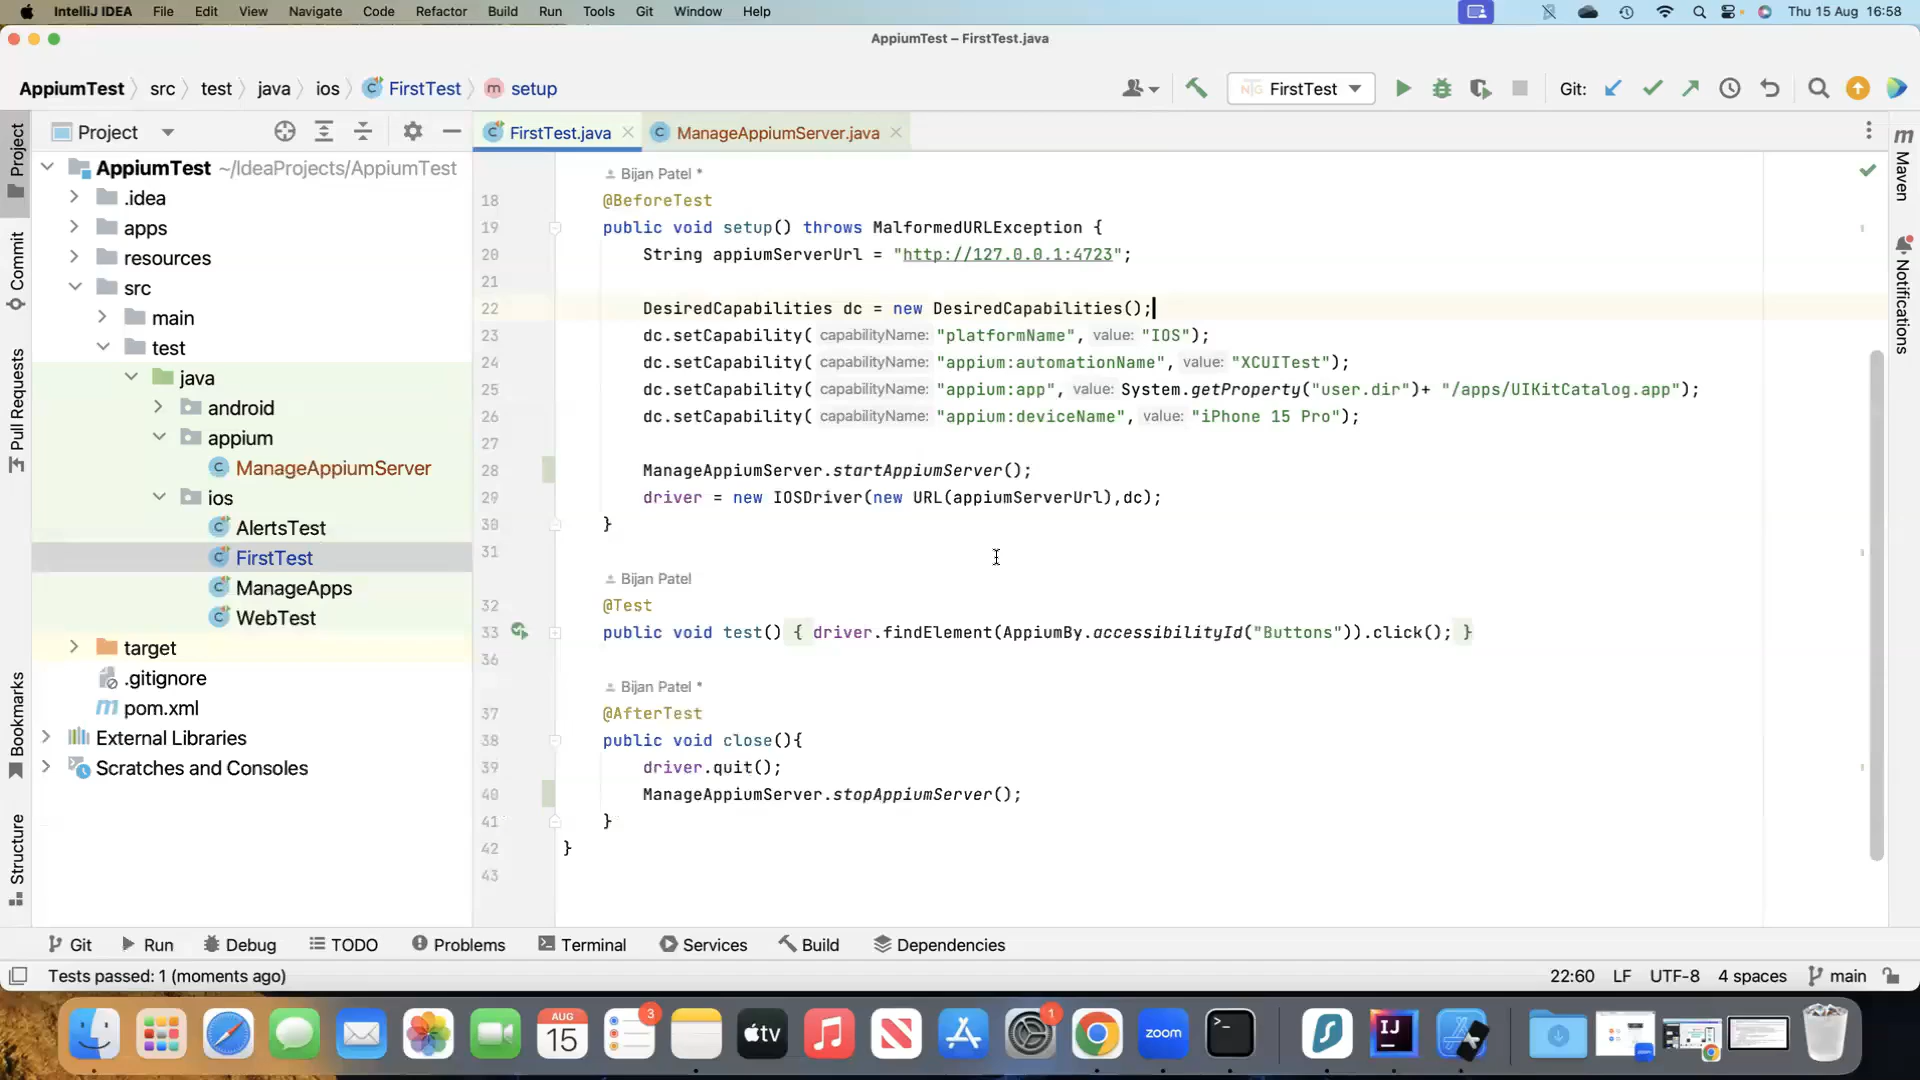 IntelliJ IDEA File Edit View Navigate Code Refactor Build Run Tools Git Window Help Thu 15 Aug 16:58
AppiumTest – FirstTest.java
AppiumTest src test java ios FirstTest setup FirstTest Git:
Project
FirstTest.java
ManageAppiumServer.java
AppiumTest ~/IdeaProjects/AppiumTest
.idea
apps
resources
src
main
test
java
android
appium
ManageAppiumServer
ios
AlertsTest
FirstTest
ManageApps
WebTest
target
.gitignore
pom.xml
External Libraries
Scratches and Consoles
Project
Commit
Pull Requests
Bookmarks
Structure
Bijan Patel *
18 @BeforeTest
19 public void setup() throws MalformedURLException {
20 String appiumServerUrl = "http://127.0.0.1:4723";
21
22 DesiredCapabilities dc = new DesiredCapabilities();
23 dc.setCapability( capabilityName: "platformName", value: "IOS");
24 dc.setCapability( capabilityName: "appium:automationName", value: "XCUITest");
25 dc.setCapability( capabilityName: "appium:app", value: System.getProperty("user.dir")+ "/apps/UIKitCatalog.app");
26 dc.setCapability( capabilityName: "appium:deviceName", value: "iPhone 15 Pro");
27
28 ManageAppiumServer.startAppiumServer();
29 driver = new IOSDriver(new URL(appiumServerUrl),dc);
30 }
31
Bijan Patel
32 @Test
33 public void test() { driver.findElement(AppiumBy.accessibilityId("Buttons")).click(); }
36
Bijan Patel *
37 @AfterTest
38 public void close(){
39 driver.quit();
40 ManageAppiumServer.stopAppiumServer();
41 }
42 }
43
m
Maven
Notifications
Git Run Debug TODO Problems Terminal Services Build Dependencies
Tests passed: 1 (moments ago) 22:60 LF UTF-8 4 spaces main
AUG
15
3
tv
1
zoom
IJ